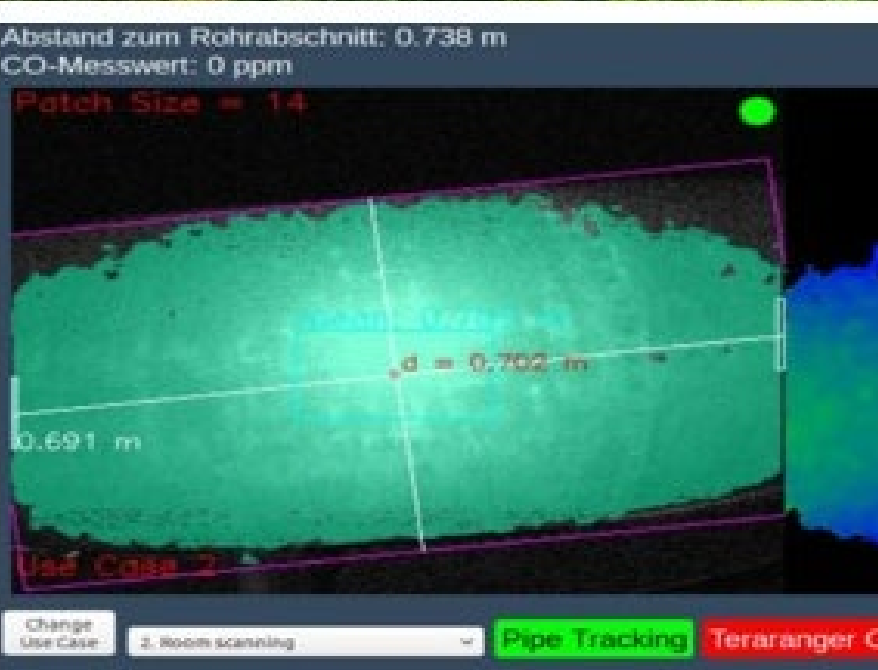 Abstand zum Rohrabschnitt: 0.738 m
CO-Messwert: 0 ppm
Patch Size = 14
d = 0.702 m
0.691 m
Use Case 2
Change
Use Case
2. Room scanning
Pipe Tracking
Teraranger